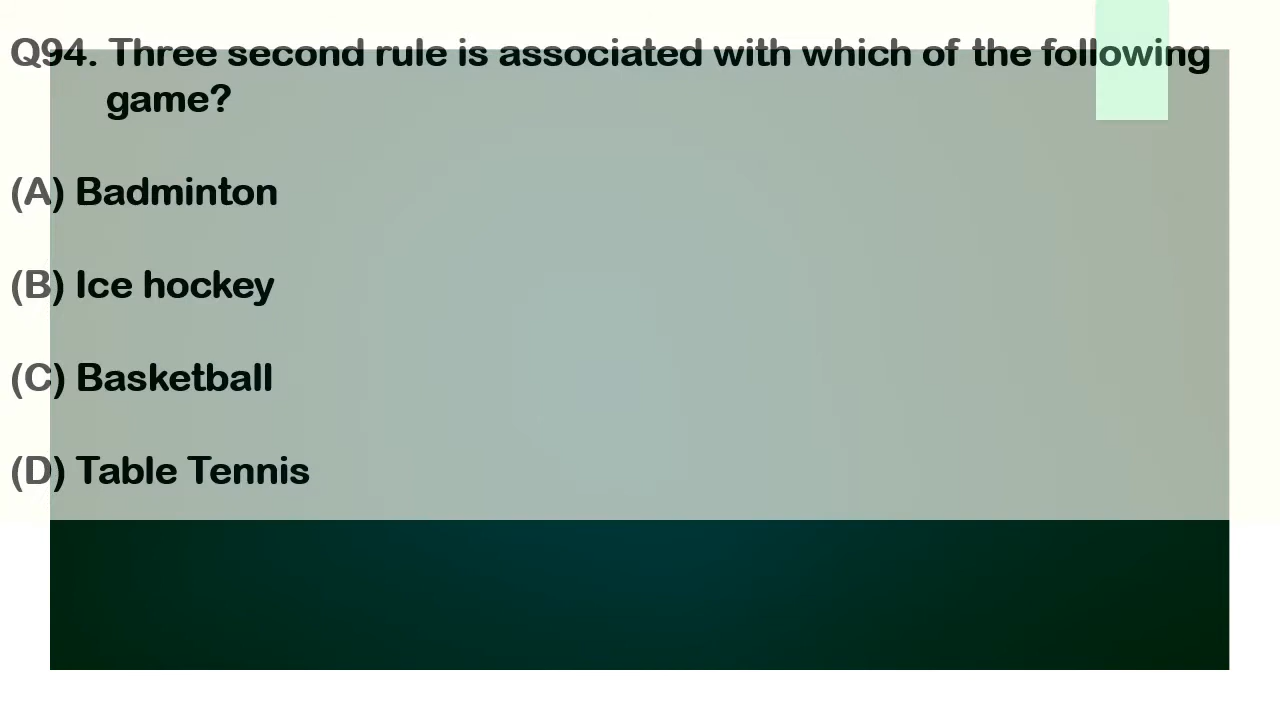 Q94. Three second rule is associated with which of the following
game?
(A) Badminton
(B) Ice hockey
(C) Basketball
(D) Table Tennis